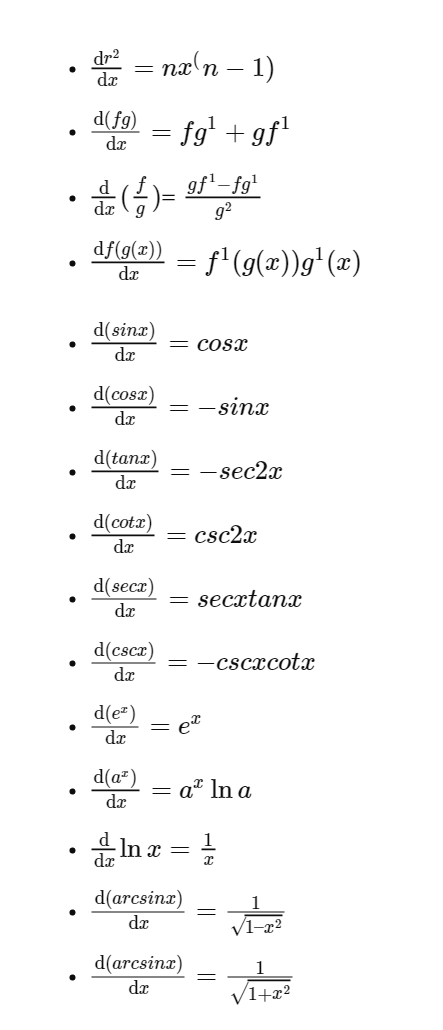 • dr²/dx = nx⁽n − 1)
• d(fg)/dx = fg¹ + gf¹
• d/dx (f/g)= gf¹−fg¹/g²
• df(g(x))/dx = f¹(g(x))g¹(x)
• d(sinx)/dx = cosx
• d(cosx)/dx = −sinx
• d(tanx)/dx = −sec2x
• d(cotx)/dx = csc2x
• d(secx)/dx = secxtanx
• d(cscx)/dx = −cscxcotx
• d(eˣ)/dx = eˣ
• d(aˣ)/dx = aˣ ln a
• d/dx ln x = 1/x
• d(arcsinx)/dx = 1/√1−x²
• d(arcsinx)/dx = 1/√1+x²